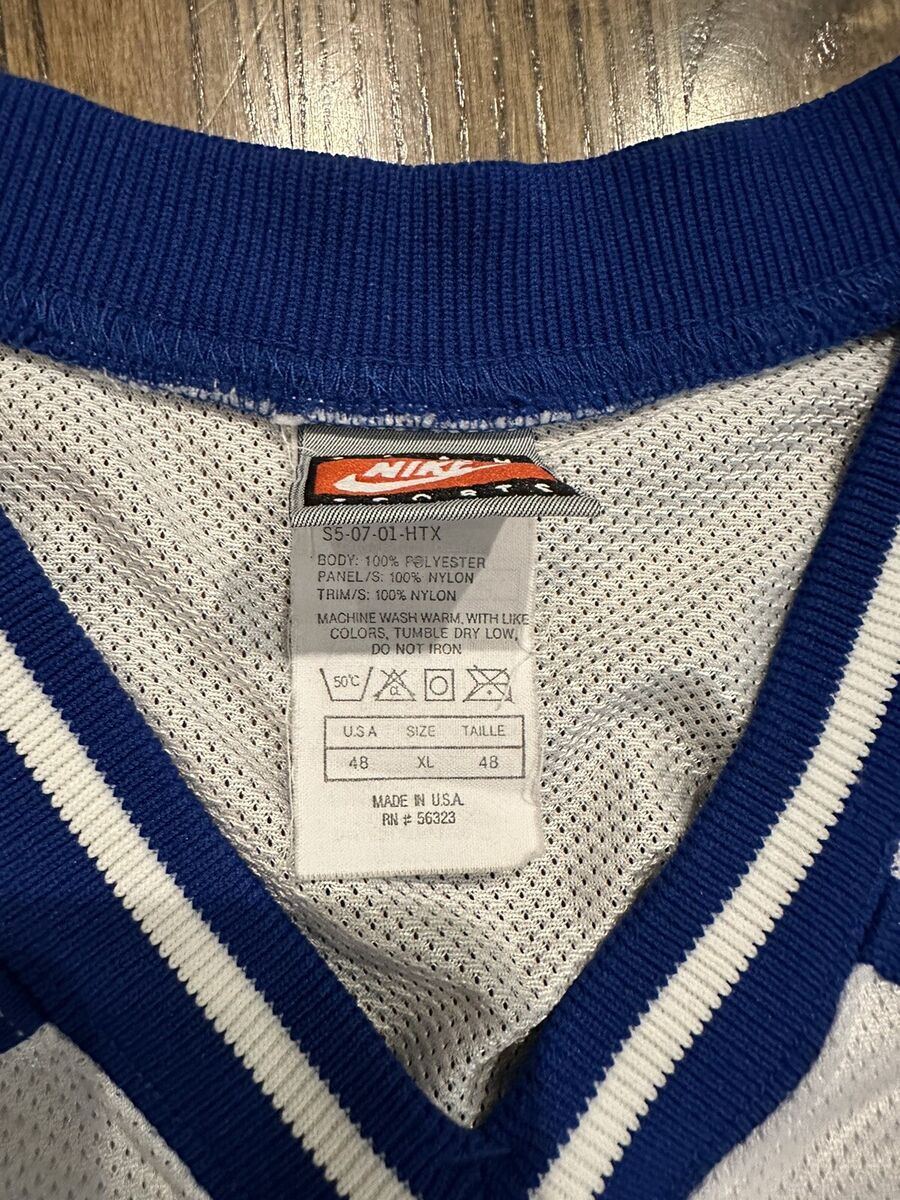 NIKE
SPORTS
S5-07-01-HTX
BODY: 100% POLYESTER
PANEL/S: 100% NYLON
TRIM/S: 100% NYLON
MACHINE WASH WARM, WITH LIKE
COLORS, TUMBLE DRY LOW,
DO NOT IRON
50°C
U.S.A SIZE TAILLE
48 XL 48
MADE IN U.S.A.
RN # 56323